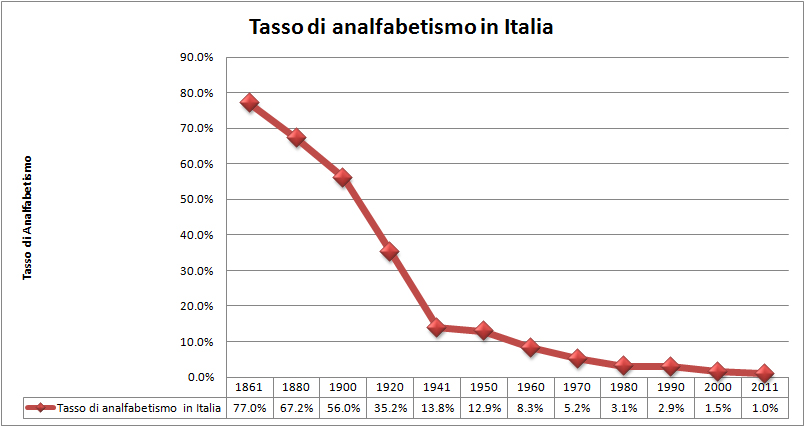 Tasso di analfabetismo in Italia
Tasso di Analfabetismo
90.0%
80.0%
70.0%
60.0%
50.0%
40.0%
30.0%
20.0%
10.0%
0.0%
1861 1880 1900 1920 1941 1950 1960 1970 1980 1990 2000 2011
Tasso di analfabetismo in Italia 77.0% 67.2% 56.0% 35.2% 13.8% 12.9% 8.3% 5.2% 3.1% 2.9% 1.5% 1.0%